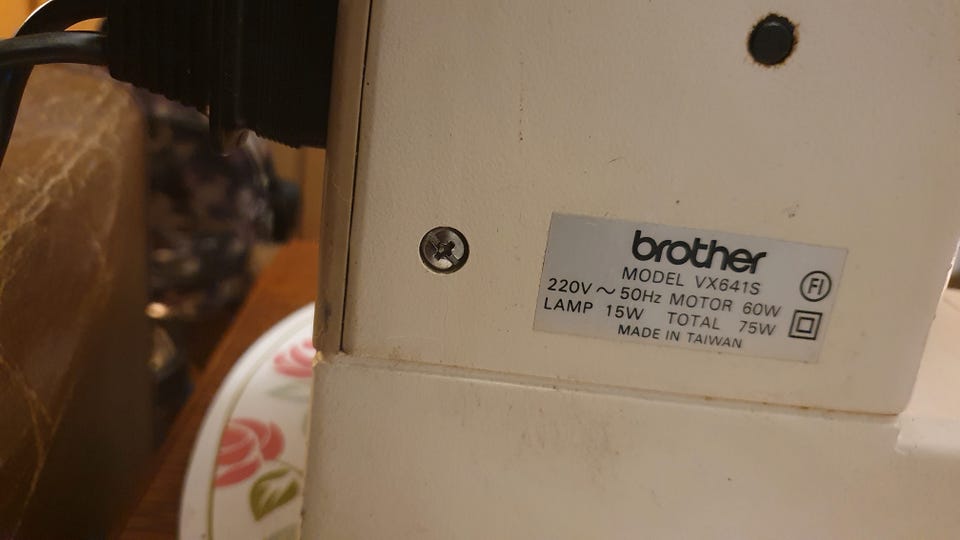 brother
MODEL VX641S
220V ~ 50Hz MOTOR 60W
LAMP 15W TOTAL 75W
MADE IN TAIWAN
FI